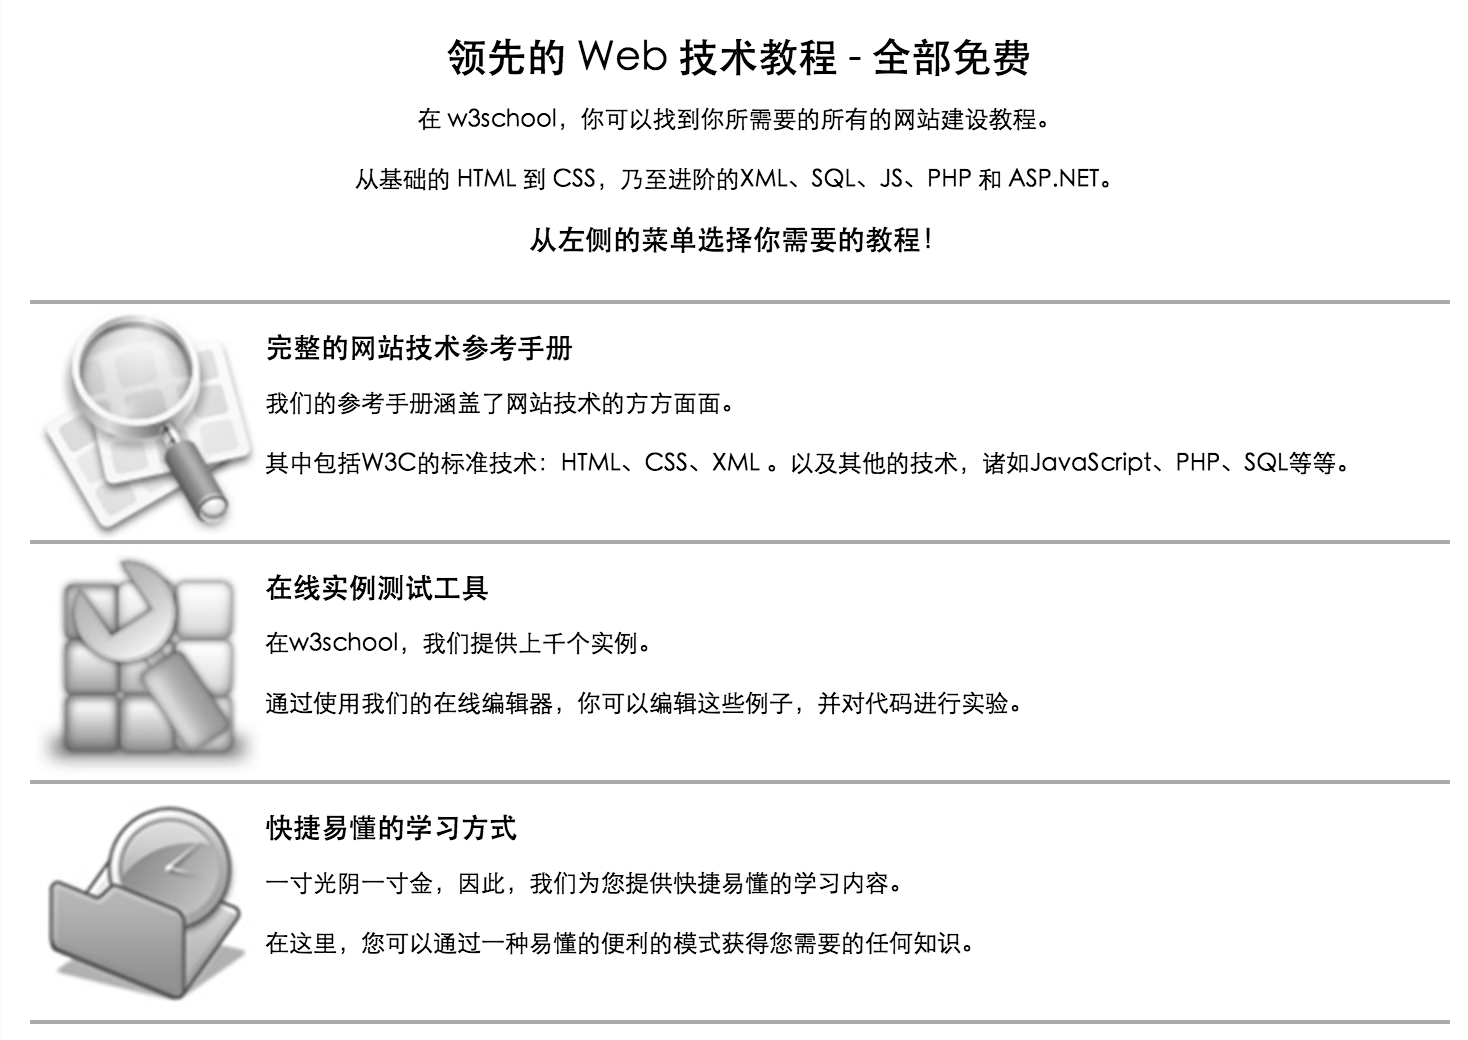 领先的 Web 技术教程 - 全部免费
在 w3school，你可以找到你所需要的所有的网站建设教程。
从基础的 HTML 到 CSS，乃至进阶的XML、SQL、JS、PHP 和 ASP.NET。
从左侧的菜单选择你需要的教程！
完整的网站技术参考手册
我们的参考手册涵盖了网站技术的方方面面。
其中包括W3C的标准技术：HTML、CSS、XML 。以及其他的技术，诸如JavaScript、PHP、SQL等等。
在线实例测试工具
在w3school，我们提供上千个实例。
通过使用我们的在线编辑器，你可以编辑这些例子，并对代码进行实验。
快捷易懂的学习方式
一寸光阴一寸金，因此，我们为您提供快捷易懂的学习内容。
在这里，您可以通过一种易懂的便利的模式获得您需要的任何知识。